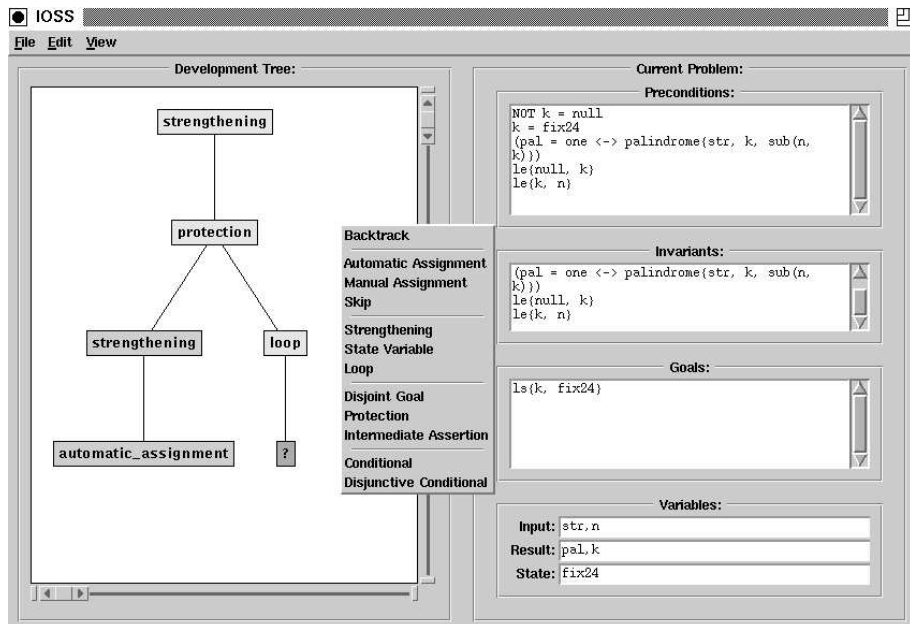 IOSS
File Edit View
Development Tree:
strengthening
protection
strengthening
loop
automatic_assignment
?
Backtrack
Automatic Assignment
Manual Assignment
Skip
Strengthening
State Variable
Loop
Disjoint Goal
Protection
Intermediate Assertion
Conditional
Disjunctive Conditional
Current Problem:
Preconditions:
NOT k = null
k = fix24
(pal = one <-> palindrome{str, k, sub(n,
k)})
le{null, k}
le{k, n}
Invariants:
(pal = one <-> palindrome{str, k, sub(n,
k)})
le{null, k}
le{k, n}
Goals:
ls{k, fix24}
Variables:
Input: str,n
Result: pal,k
State: fix24